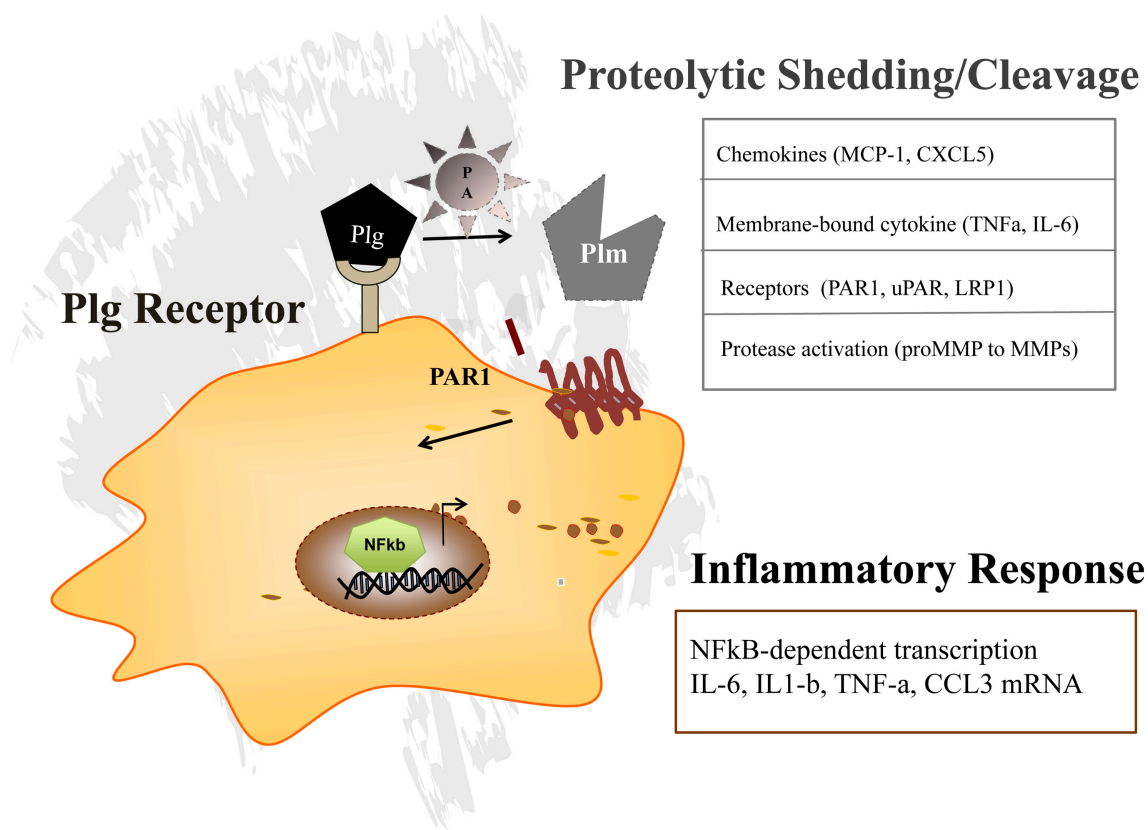 Proteolytic Shedding/Cleavage
Chemokines (MCP-1, CXCL5)
Membrane-bound cytokine (TNFa, IL-6)
Receptors (PAR1, uPAR, LRP1)
Protease activation (proMMP to MMPs)
P
A
Plg
Plm
Plg Receptor
PAR1
NFkb
Inflammatory Response
NFkB-dependent transcription
IL-6, IL1-b, TNF-a, CCL3 mRNA